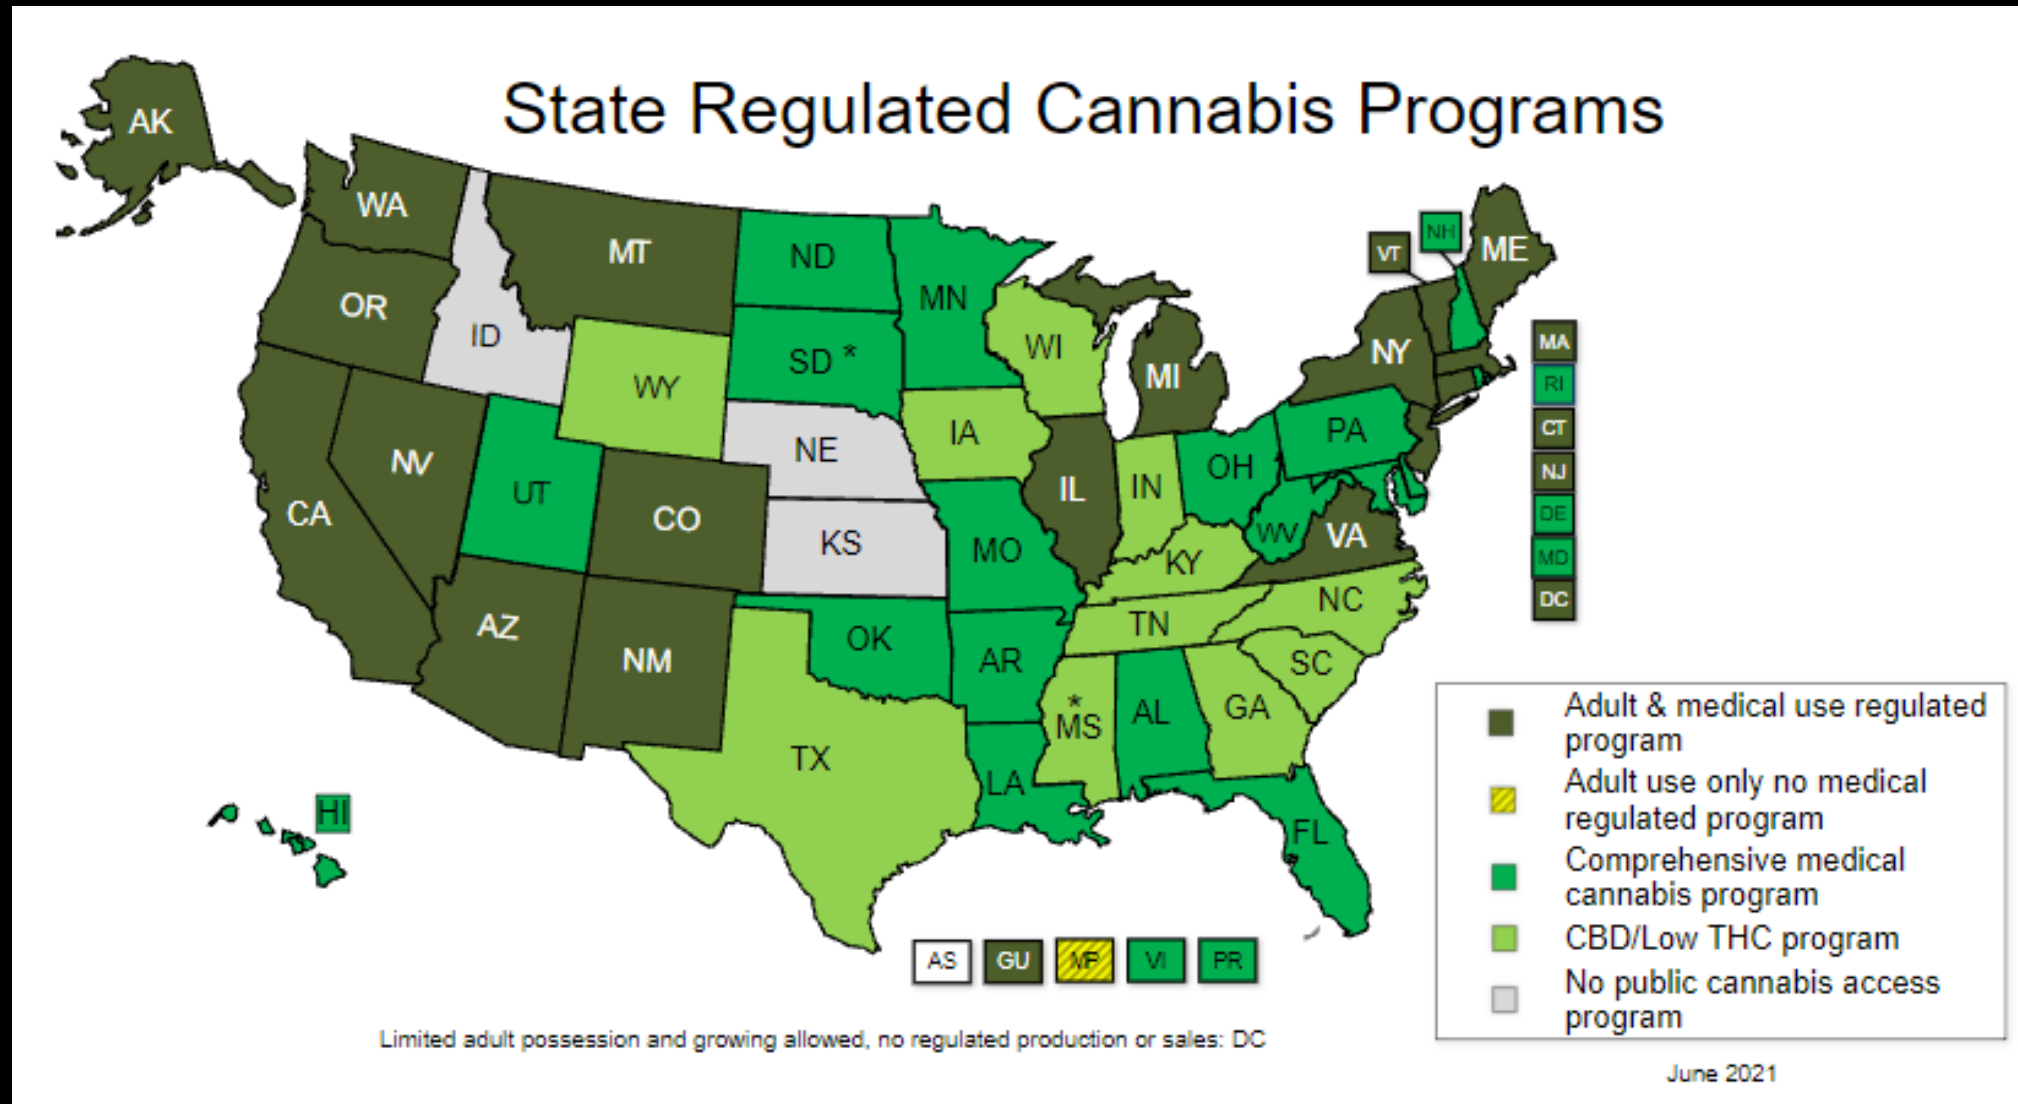 State Regulated Cannabis Programs
AK
WA
MT
ND
MN
OR
ID
WY
SD *
WI
MI
NY
VT
NH
ME
MA
RI
CT
NJ
DE
MD
DC
CA
NV
UT
CO
NE
KS
IA
IL
IN
OH
PA
WV
VA
MO
KY
NC
TN
SC
AZ
NM
OK
AR
*
MS
AL
GA
TX
LA
FL
HI
AS
GU
MP
VI
PR
Adult & medical use regulated
program
Adult use only no medical
regulated program
Comprehensive medical
cannabis program
CBD/Low THC program
No public cannabis access
program
Limited adult possession and growing allowed, no regulated production or sales: DC
June 2021